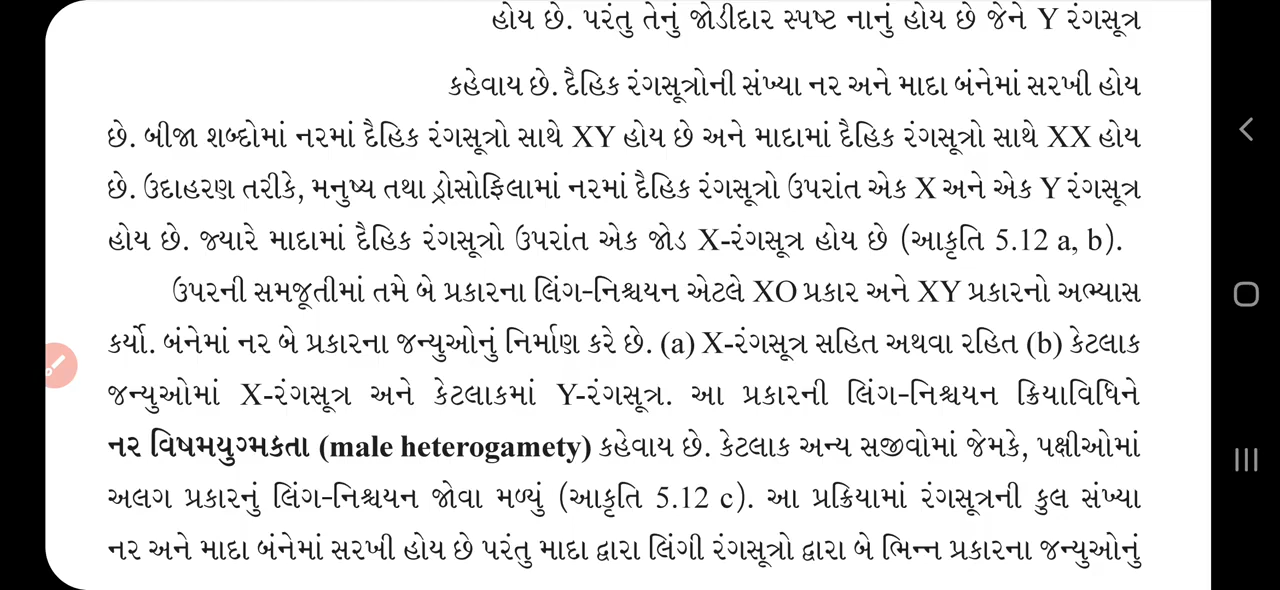 હોય છે. પરંતુ તેનું જોડીદાર સ્પષ્ટ નાનું હોય છે જેને Y રંગસૂત્ર
કહેવાય છે. દૈહિક રંગસૂત્રોની સંખ્યા નર અને માદા બંનેમાં સરખી હોય
છે. બીજા શબ્દોમાં નરમાં દૈહિક રંગસૂત્રો સાથે XY હોય છે અને માદામાં દૈહિક રંગસૂત્રો સાથે XX હોય
છે. ઉદાહરણ તરીકે, મનુષ્ય તથા ડ્રોસોફિલામાં નરમાં દૈહિક રંગસૂત્રો ઉપરાંત એક X અને એક Y રંગસૂત્ર
હોય છે. જ્યારે માદામાં દૈહિક રંગસૂત્રો ઉપરાંત એક જોડ X-રંગસૂત્ર હોય છે (આકૃતિ 5.12 a, b).
ઉપરની સમજૂતીમાં તમે બે પ્રકારના લિંગ-નિશ્ચયન એટલે XO પ્રકાર અને XY પ્રકારનો અભ્યાસ
કર્યો. બંનેમાં નર બે પ્રકારના જન્યુઓનું નિર્માણ કરે છે. (a) X-રંગસૂત્ર સહિત અથવા રહિત (b) કેટલાક
જન્યુઓમાં X-રંગસૂત્ર અને કેટલાકમાં Y-રંગસૂત્ર. આ પ્રકારની લિંગ-નિશ્ચયન ક્રિયાવિધિને
નર વિષમયુગ્મકતા (male heterogamety) કહેવાય છે. કેટલાક અન્ય સજીવોમાં જેમકે, પક્ષીઓમાં
અલગ પ્રકારનું લિંગ-નિશ્ચયન જોવા મળ્યું (આકૃતિ 5.12 c). આ પ્રક્રિયામાં રંગસૂત્રની કુલ સંખ્યા
નર અને માદા બંનેમાં સરખી હોય છે પરંતુ માદા દ્વારા લિંગી રંગસૂત્રો દ્વારા બે ભિન્ન પ્રકારના જન્યુઓનું